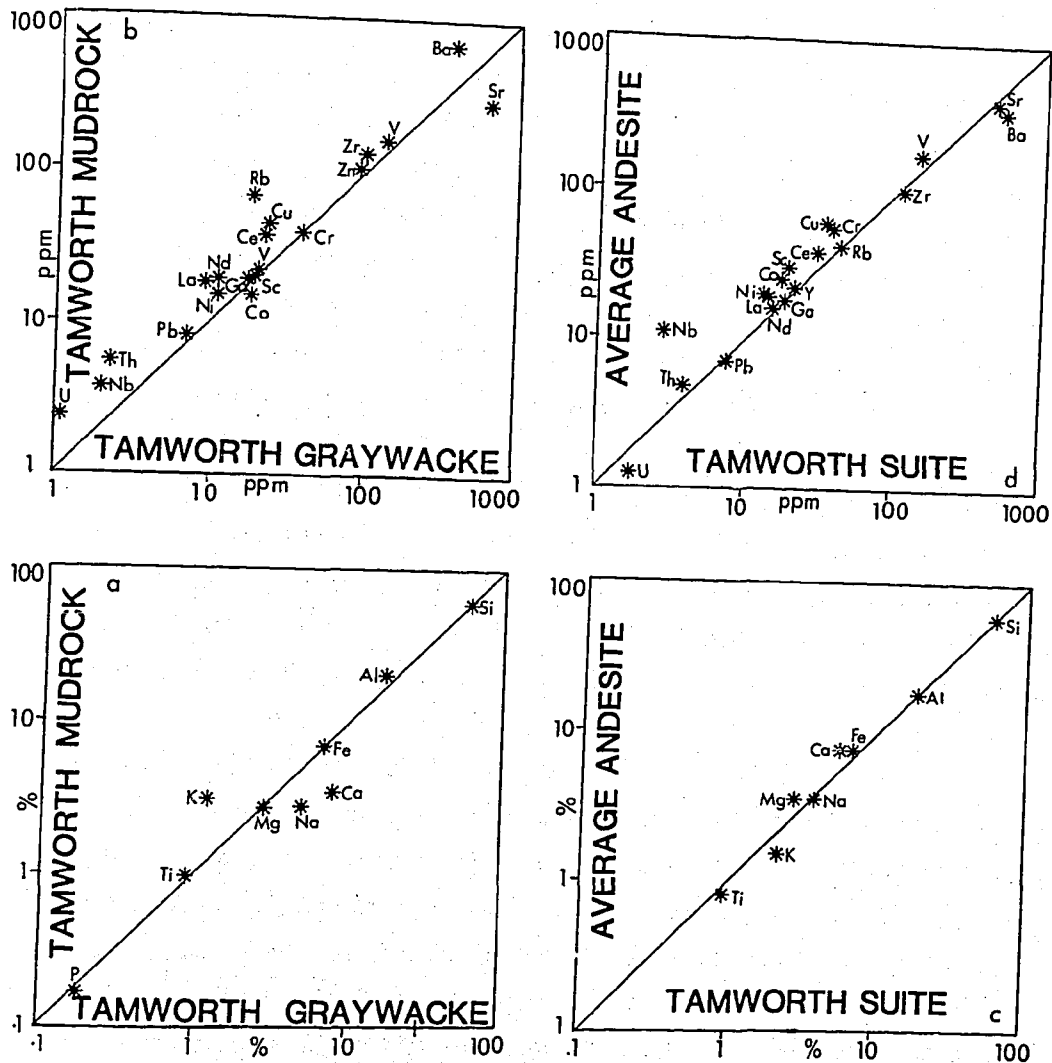 b
1000
100
10
1
ppm
TAMWORTH MUDROCK
Ba
Sr
V
Zr
Zn
Rb
Cu
Ce
Cr
Nd
V
La
Ga
Sc
Ni
Co
Pb
Th
Nb
U
TAMWORTH GRAYWACKE
1
10
ppm
100
1000
1000
100
10
1
ppm
AVERAGE ANDESITE
Sr
Ba
V
Zr
Cu
Cr
Ce
Rb
Sc
Co
Ni
Y
La
Ga
Nd
Nb
Pb
Th
U
TAMWORTH SUITE
d
1
10
ppm
100
1000
a
100
10
%
1
.1
TAMWORTH MUDROCK
Si
Al
Fe
K
Ca
Mg
Na
Ti
P
TAMWORTH GRAYWACKE
1
%
10
100
100
10
%
1
1
AVERAGE ANDESITE
Si
Al
Ca
Fe
Mg
Na
K
Ti
TAMWORTH SUITE
c
.1
1
%
10
100